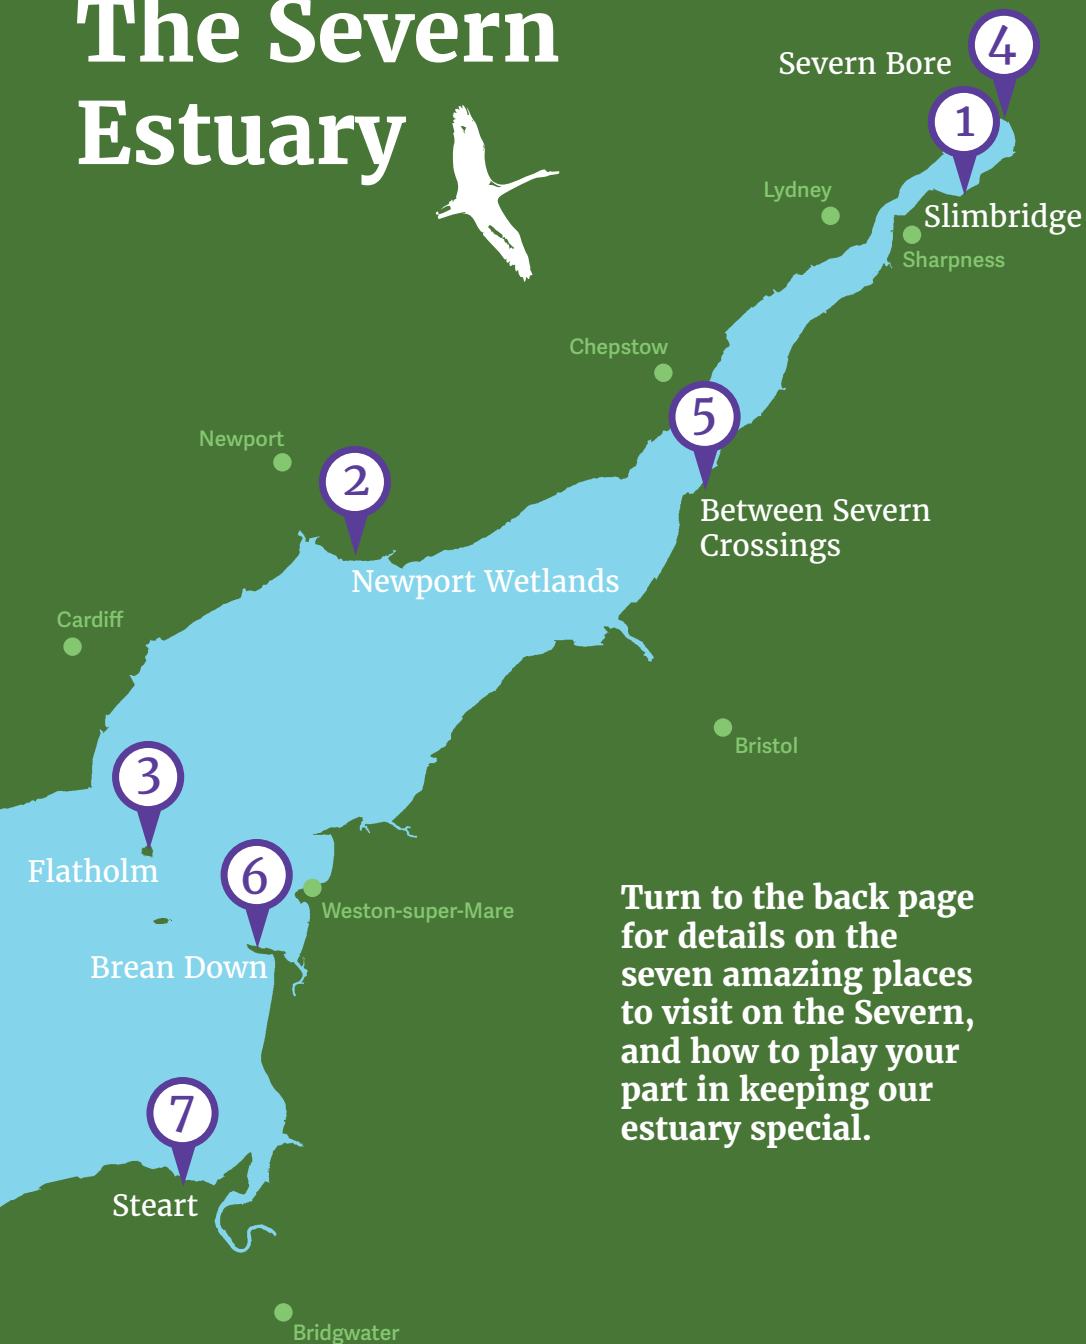 The Severn
Estuary
4
Severn Bore
1
Lydney
Slimbridge
Sharpness
Chepstow
5
Newport
2
Between Severn
Crossings
Newport Wetlands
Cardiff
Bristol
3
Flatholm
6
Weston-super-Mare
Brean Down
Turn to the back page
for details on the
seven amazing places
to visit on the Severn,
and how to play your
part in keeping our
estuary special.
7
Steart
Bridgwater